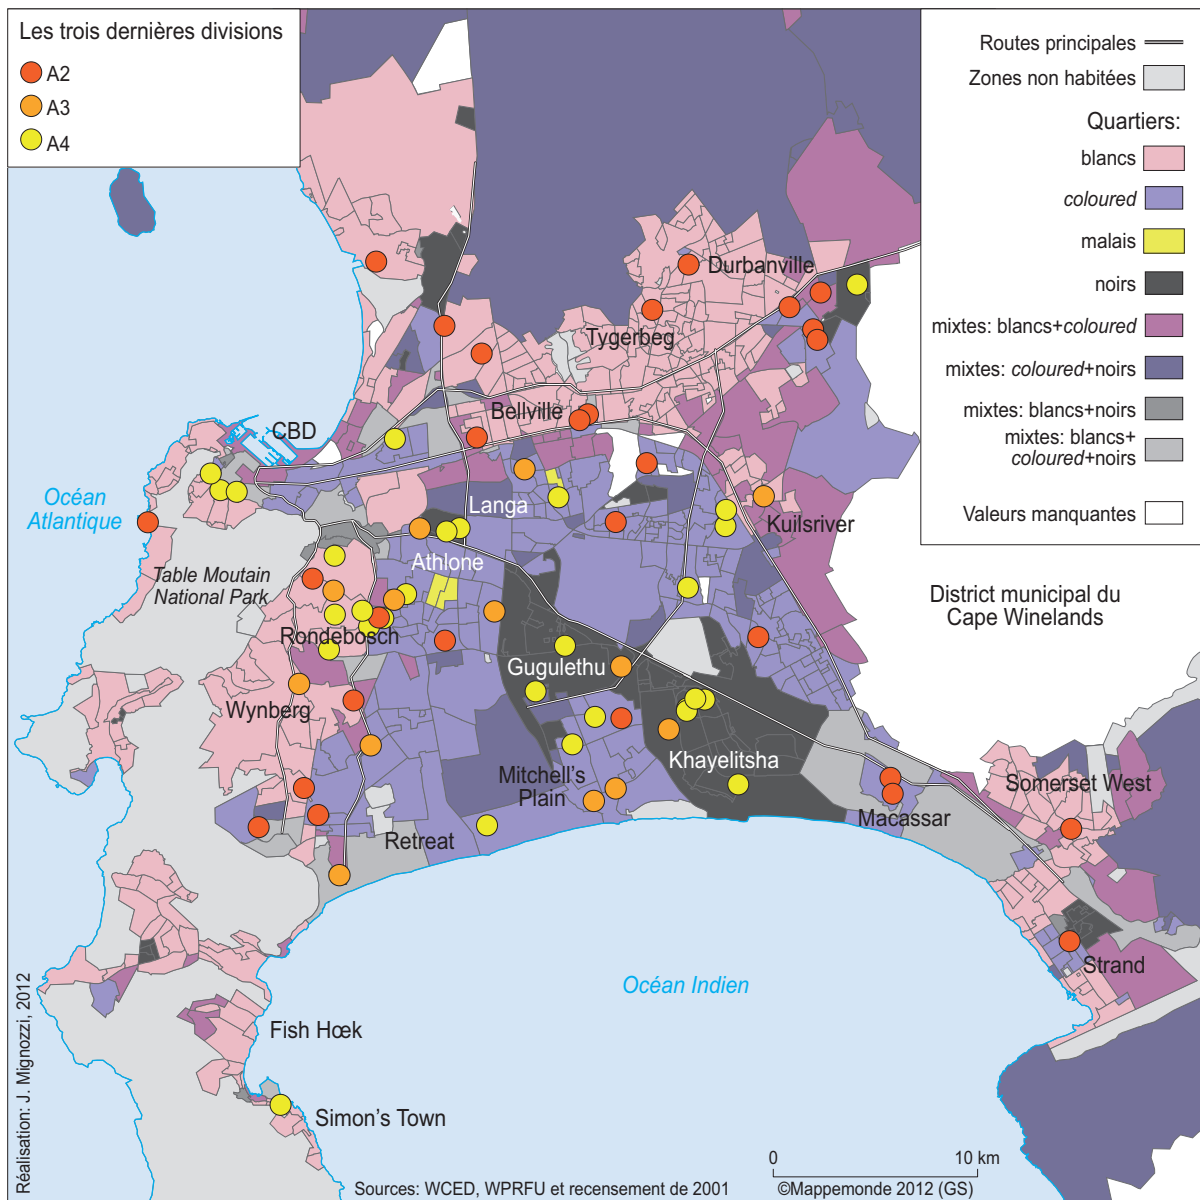 Les trois dernières divisions
A2
A3
A4
Routes principales
Zones non habitées
Quartiers:
blancs
coloured
malais
noirs
mixtes: blancs+coloured
mixtes: coloured+noirs
mixtes: blancs+noirs
mixtes: blancs+
coloured+noirs
Valeurs manquantes
Durbanville
Tygerbeg
Bellville
CBD
Océan
Atlantique
Langa
Kuilsriver
Athlone
Table Moutain
National Park
District municipal du
Cape Winelands
Rondebosch
Gugulethu
Wynberg
Khayelitsha
Mitchell's
Plain
Somerset West
Macassar
Retreat
Strand
Océan Indien
Fish Hœk
Simon's Town
0 10 km
Réalisation: J. Mignozzi, 2012
Sources: WCED, WPRFU et recensement de 2001
©Mappemonde 2012 (GS)